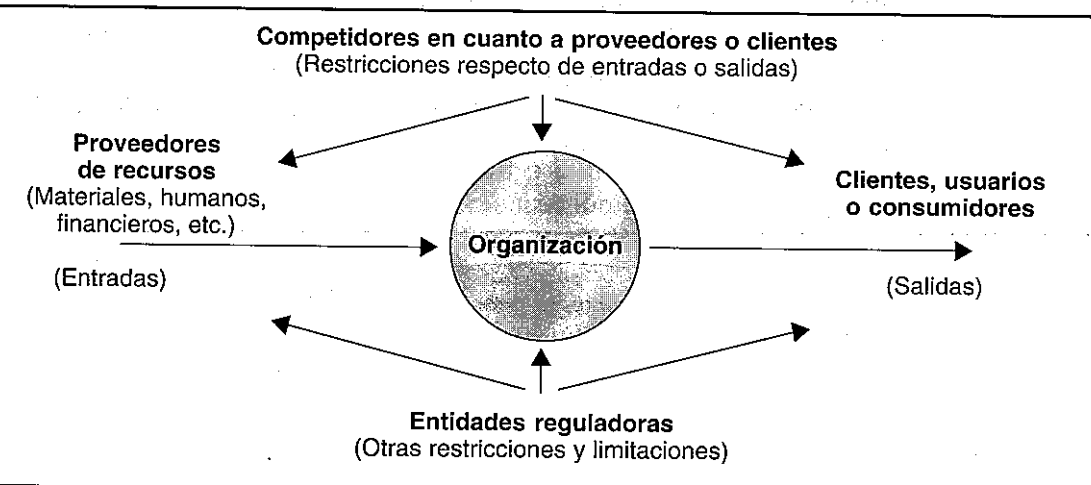 Competidores en cuanto a proveedores o clientes
(Restricciones respecto de entradas o salidas)
Proveedores
de recursos
(Materiales, humanos,
financieros, etc.)
(Entradas)
Organización
Clientes, usuarios
o consumidores
(Salidas)
Entidades reguladoras
(Otras restricciones y limitaciones)